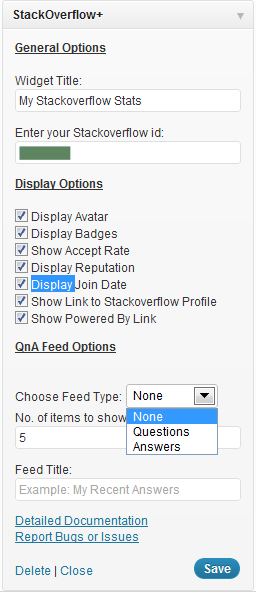 StackOverflow+
General Options
Widget Title:
My Stackoverflow Stats
Enter your Stackoverflow id:
Display Options
Display Avatar
Display Badges
Show Accept Rate
Display Reputation
Display Join Date
Show Link to Stackoverflow Profile
Show Powered By Link
QnA Feed Options
Choose Feed Type: None
None
Questions
Answers
No. of items to show
5
Feed Title:
Example: My Recent Answers
Detailed Documentation
Report Bugs or Issues
Delete | Close Save